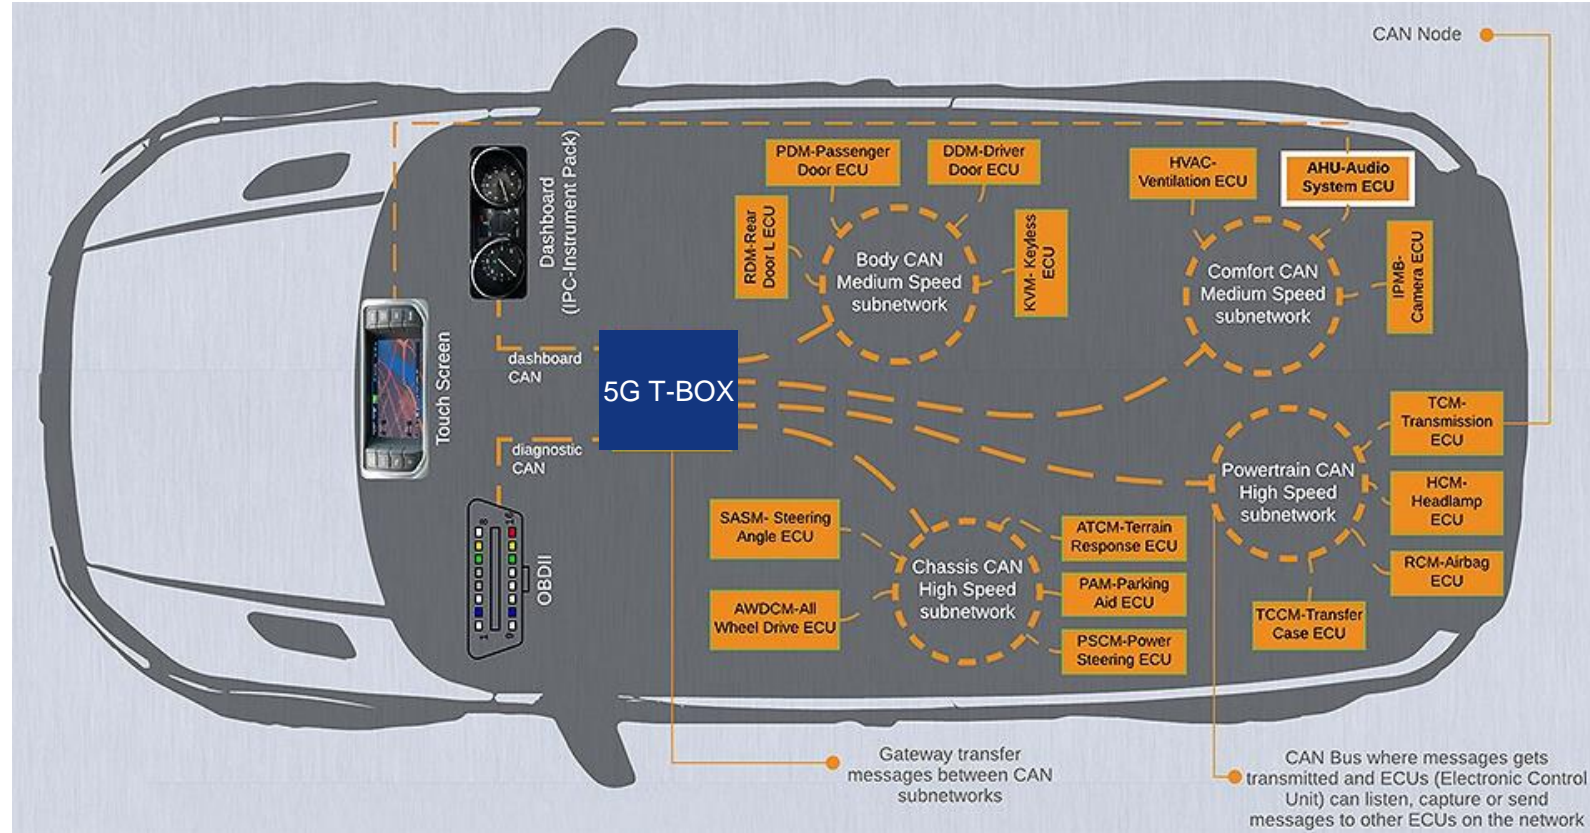 CAN Node
PDM-Passenger
Door ECU
DDM-Driver
Door ECU
HVAC-
Ventilation ECU
AHU-Audio
System ECU
Dashboard
(IPC-Instrument Pack)
RDM-Rear
Door L ECU
KVM- Keyless
ECU
Body CAN
Medium Speed
subnetwork
Comfort CAN
Medium Speed
subnetwork
IPMB-
Camera ECU
Touch Screen
dashboard
CAN
5G T-BOX
diagnostic
CAN
TCM-
Transmission
ECU
Powertrain CAN
High Speed
subnetwork
HCM-
Headlamp
ECU
RCM-Airbag
ECU
TCCM-Transfer
Case ECU
SASM- Steering
Angle ECU
ATCM-Terrain
Response ECU
Chassis CAN
High Speed
subnetwork
PAM-Parking
Aid ECU
AWDCM-All
Wheel Drive ECU
PSCM-Power
Steering ECU
8
16
OBDII
1
9
Gateway transfer
messages between CAN
subnetworks
CAN Bus where messages gets
transmitted and ECUs (Electronic Control
Unit) can listen, capture or send
messages to other ECUs on the network